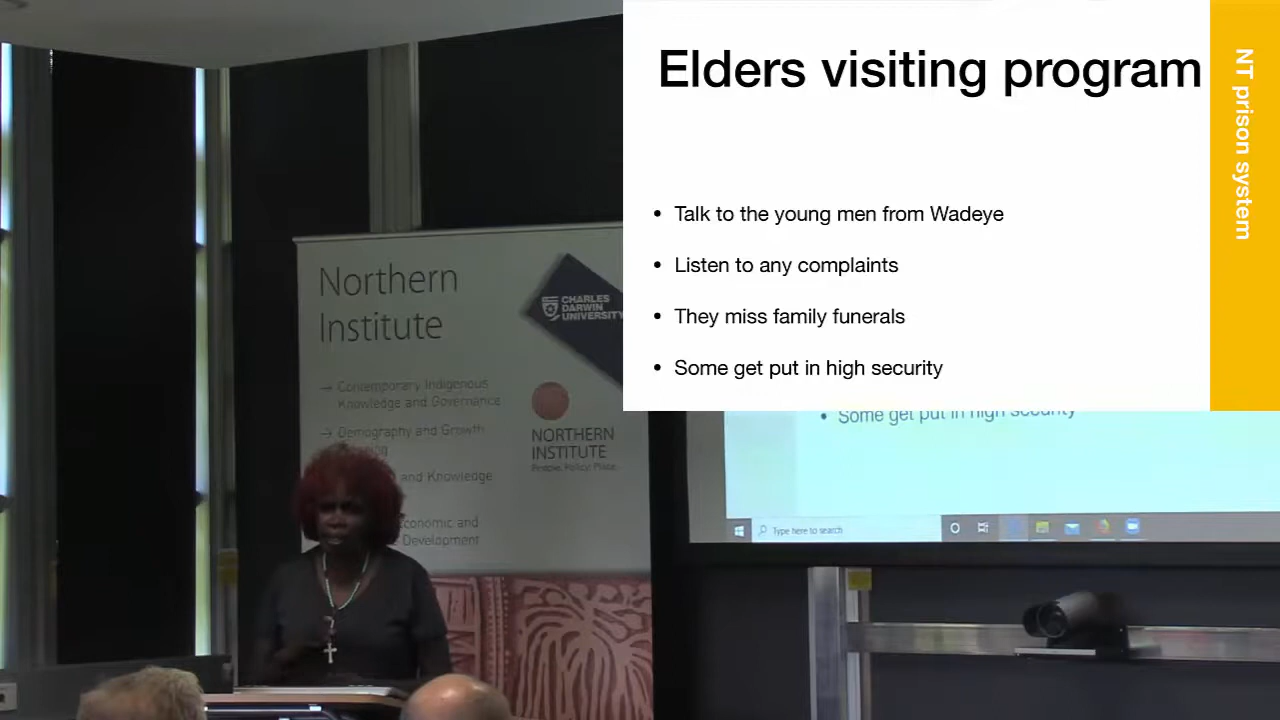 Elders visiting program
• Talk to the young men from Wadeye
• Listen to any complaints
• They miss family funerals
• Some get put in high security
NT prison system
Northern
Institute
CHARLES
DARWIN
UNIVERSITY
→ Contemporary Indigenous
Knowledge and Governance
→ Demography and Growth
and Knowledge
conomic and
Development
NORTHERN
INSTITUTE
People. Policy. Place.
• Some get put in high security
Type here to search